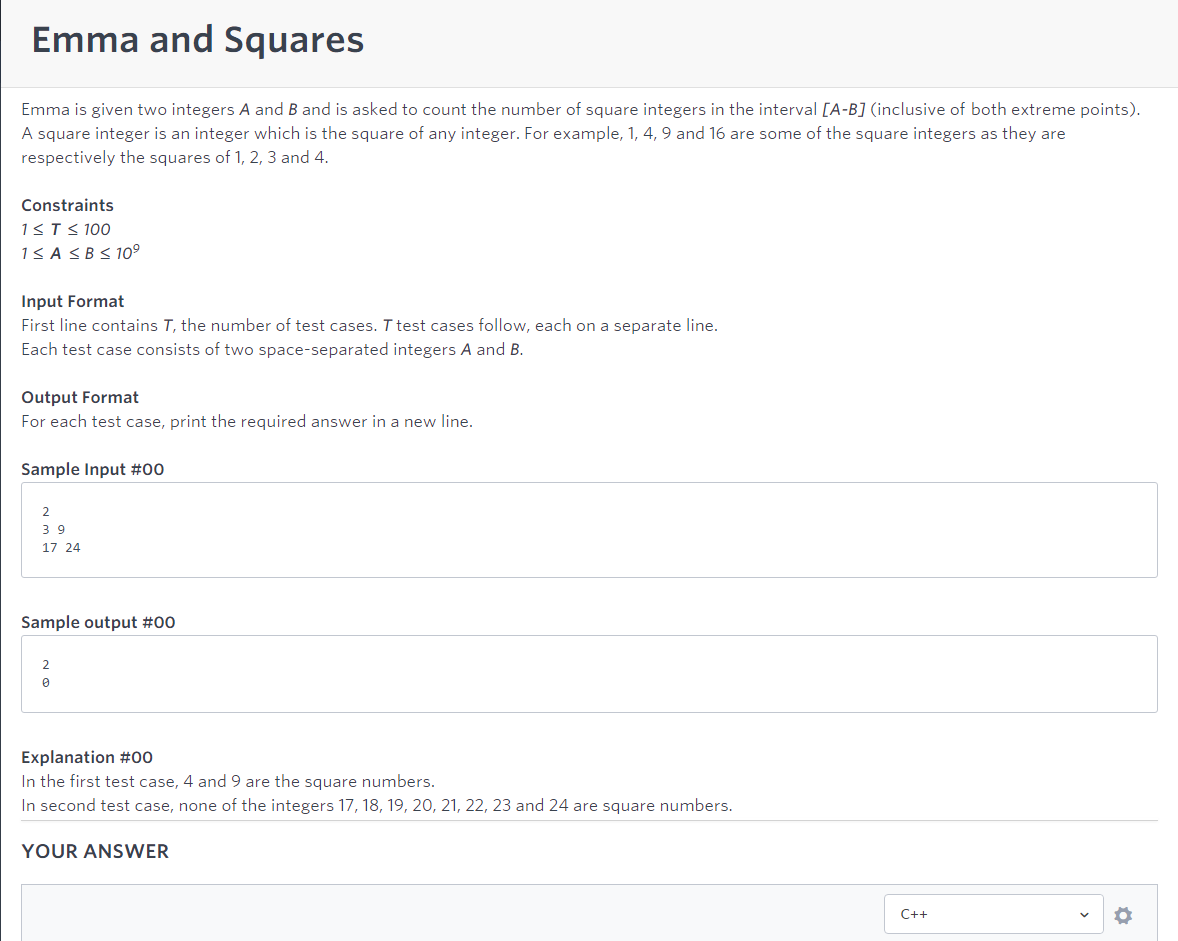 Emma and Squares
Emma is given two integers A and B and is asked to count the number of square integers in the interval [A-B] (inclusive of both extreme points).
A square integer is an integer which is the square of any integer. For example, 1, 4, 9 and 16 are some of the square integers as they are
respectively the squares of 1, 2, 3 and 4.
Constraints
1 ≤ T ≤ 100
1 ≤ A ≤ B ≤ 10⁹
Input Format
First line contains T, the number of test cases. T test cases follow, each on a separate line.
Each test case consists of two space-separated integers A and B.
Output Format
For each test case, print the required answer in a new line.
Sample Input #00
2
3 9
17 24
Sample output #00
2
0
Explanation #00
In the first test case, 4 and 9 are the square numbers.
In second test case, none of the integers 17, 18, 19, 20, 21, 22, 23 and 24 are square numbers.
YOUR ANSWER
C++